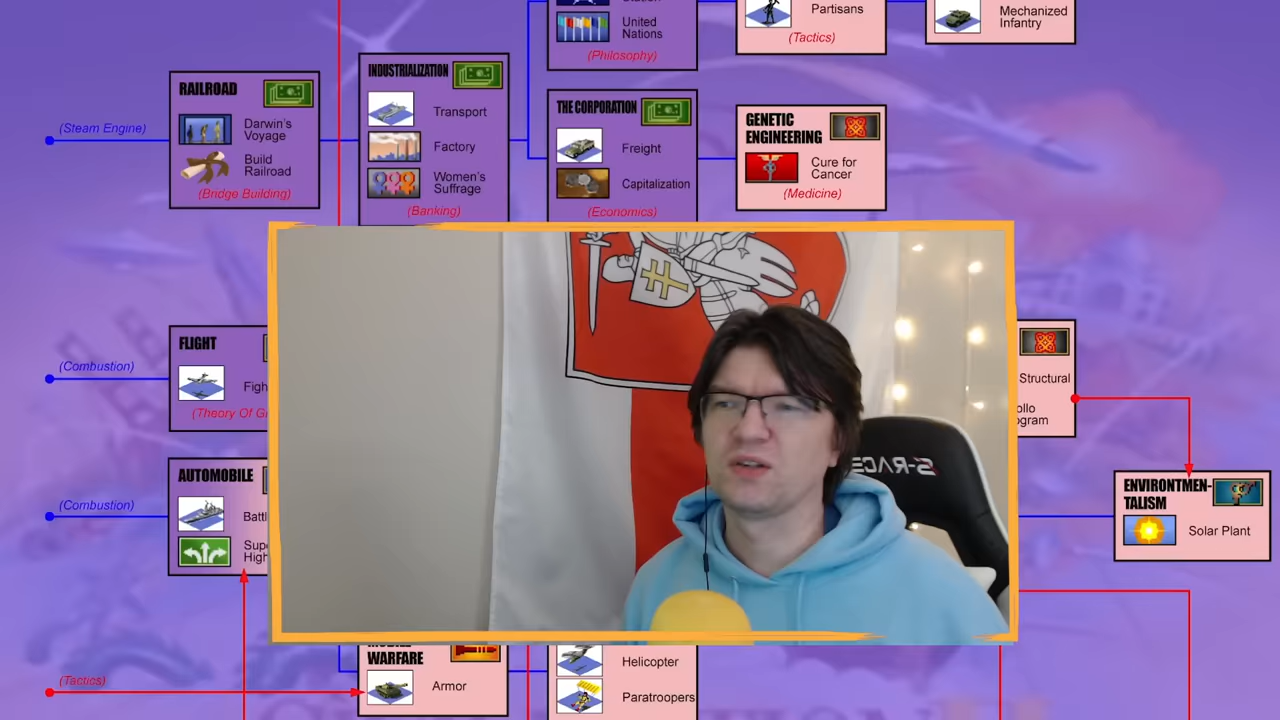 United
Nations
(Philosophy)
Partisans
(Tactics)
Mechanized
Infantry
RAILROAD
Darwin's
Voyage
Build
Railroad
(Bridge Building)
(Steam Engine)
INDUSTRIALIZATION
Transport
Factory
Women's
Suffrage
(Banking)
THE CORPORATION
Freight
Capitalization
(Economics)
GENETIC
ENGINEERING
Cure for
Cancer
(Medicine)
FLIGHT
(Combustion)
AUTOMOBILE
(Combustion)
Structural
S-RACE
ENVIRONTMEN-
TALISM
Solar Plant
WARFARE
Armor
(Tactics)
Helicopter
Paratroopers